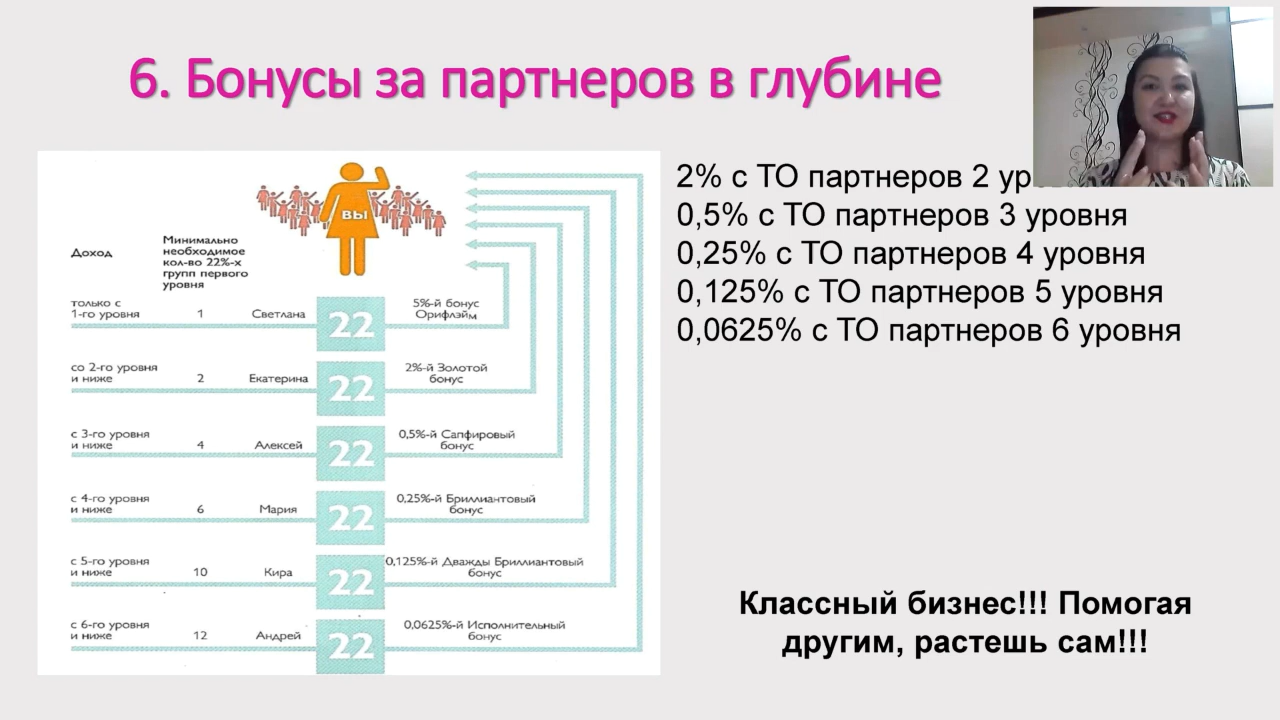 6. Бонусы за партнеров в глубине
вы
Доход
Минимально
необходимое
кол-во 22%-х
групп первого
уровня
только с
1-го уровня
1
Светлана
22
5%-й бонус
Орифлэйм
со 2-го уровня
и ниже
2
Екатерина
22
2%-й Золотой
бонус
с 3-го уровня
и ниже
4
Алексей
22
0,5%-й Сапфировый
бонус
с 4-го уровня
и ниже
6
Мария
22
0,25%-й Бриллиантовый
бонус
с 5-го уровня
и ниже
10
Кира
22
0,125%-й Дважды Бриллиантовый
бонус
с 6-го уровня
и ниже
12
Андрей
22
0,0625%-й Исполнительный
бонус
2% с ТО партнеров 2
0,5% с ТО партнеров 3 уровня
0,25% с ТО партнеров 4 уровня
0,125% с ТО партнеров 5 уровня
0,0625% с ТО партнеров 6 уровня
Классный бизнес!!! Помогая
другим, растешь сам!!!